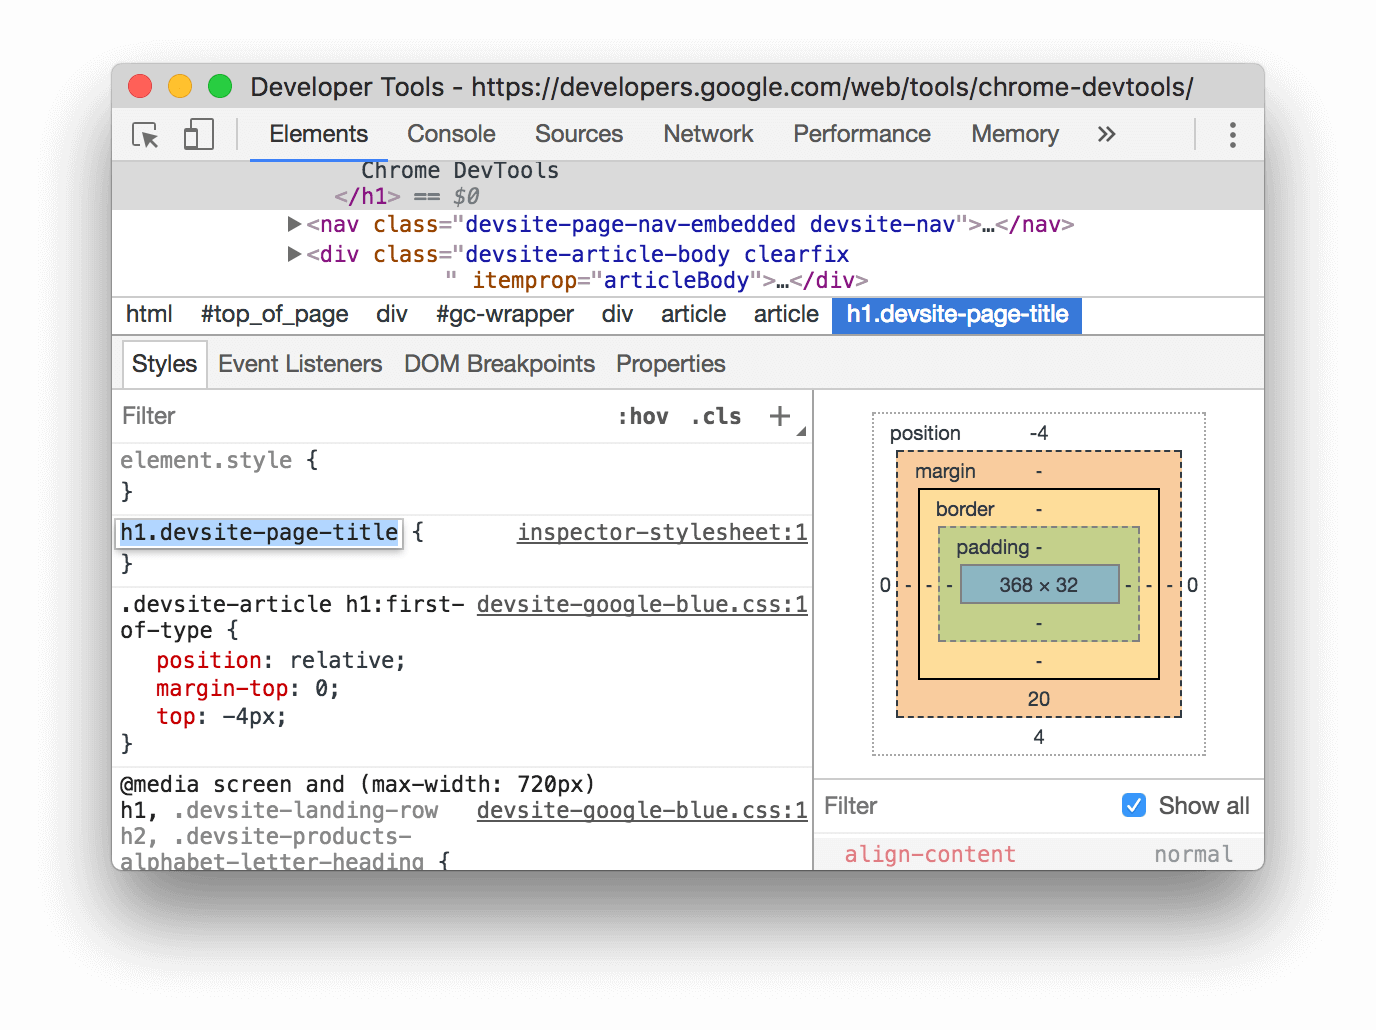 Developer Tools - https://developers.google.com/web/tools/chrome-devtools/
Elements Console Sources Network Performance Memory »
Chrome DevTools
</h1> == $0
▶<nav class="devsite-page-nav-embedded devsite-nav">…</nav>
▶<div class="devsite-article-body clearfix
" itemprop="articleBody">…</div>
html #top_of_page div #gc-wrapper div article article h1.devsite-page-title
Styles Event Listeners DOM Breakpoints Properties
Filter :hov .cls +
element.style {
}
h1.devsite-page-title { inspector-stylesheet:1
}
.devsite-article h1:first- devsite-google-blue.css:1
of-type {
position: relative;
margin-top: 0;
top: -4px;
}
@media screen and (max-width: 720px)
h1, .devsite-landing-row devsite-google-blue.css:1
h2, .devsite-products-
alphabet-letter-heading {
position -4
margin -
border -
padding -
0 - - - 368 × 32 - - - 0
-
-
20
4
Filter Show all
align-content normal